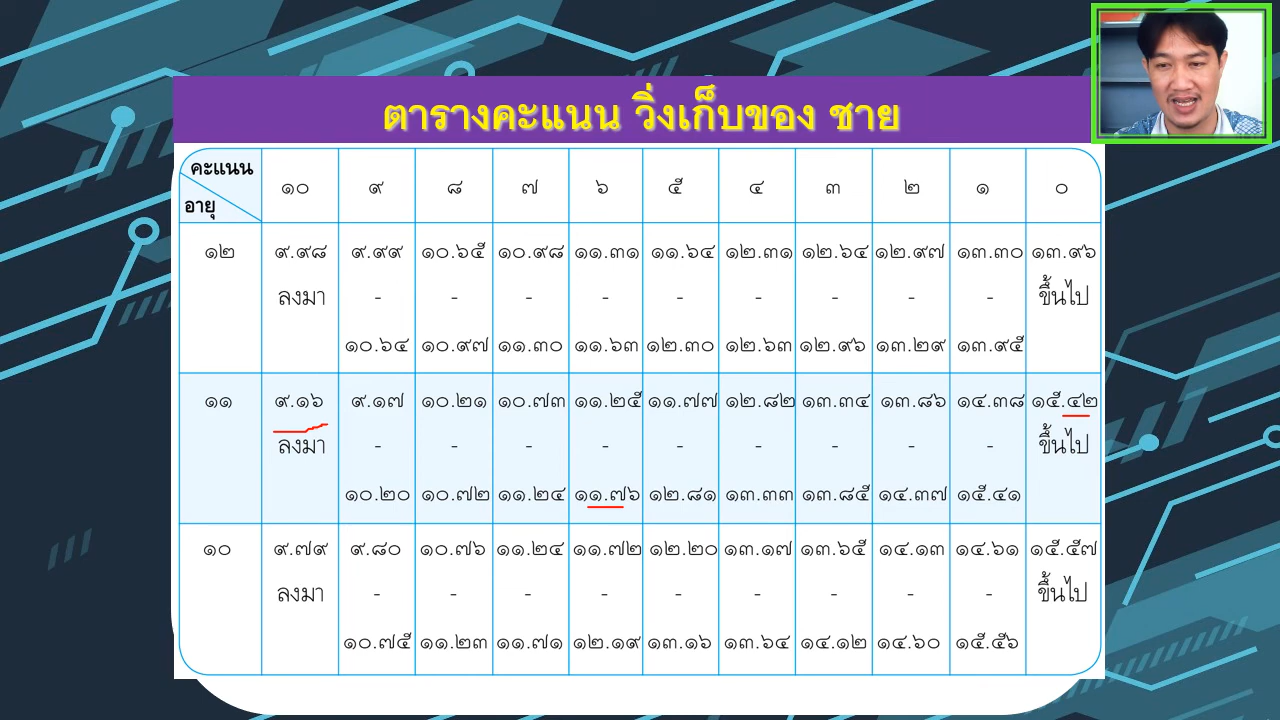 ตารางคะแนน วิ่งเก็บของ ชาย
คะแนน ๑๐ ๙ ๘ ๗ ๖ ๕ ๔ ๓ ๒ ๑ ๐
อายุ
๑๒ ๙.๙๘ ๙.๙๙ ๑๐.๖๕ ๑๐.๙๘ ๑๑.๓๑ ๑๑.๖๔ ๑๒.๓๑ ๑๒.๖๔ ๑๒.๙๗ ๑๓.๓๐ ๑๓.๙๖
ลงมา - - - - - - - - - ขึ้นไป
๑๐.๖๔ ๑๐.๙๗ ๑๑.๓๐ ๑๑.๖๓ ๑๒.๓๐ ๑๒.๖๓ ๑๒.๙๖ ๑๓.๒๙ ๑๓.๙๕
๑๑ ๙.๑๖ ๙.๑๗ ๑๐.๒๑ ๑๐.๗๓ ๑๑.๒๕ ๑๑.๗๗ ๑๒.๘๒ ๑๓.๓๔ ๑๓.๘๖ ๑๔.๓๘ ๑๕.๔๒
ลงมา - - - - - - - - - ขึ้นไป
๑๐.๒๐ ๑๐.๗๒ ๑๑.๒๔ ๑๑.๗๖ ๑๒.๘๑ ๑๓.๓๓ ๑๓.๘๕ ๑๔.๓๗ ๑๕.๔๑
๑๐ ๙.๗๙ ๙.๘๐ ๑๐.๗๖ ๑๑.๒๔ ๑๑.๗๒ ๑๒.๒๐ ๑๓.๑๗ ๑๓.๖๕ ๑๔.๑๓ ๑๔.๖๑ ๑๕.๕๗
ลงมา - - - - - - - - - ขึ้นไป
๑๐.๗๕ ๑๑.๒๓ ๑๑.๗๑ ๑๒.๑๙ ๑๓.๑๖ ๑๓.๖๔ ๑๔.๑๒ ๑๔.๖๐ ๑๕.๕๖